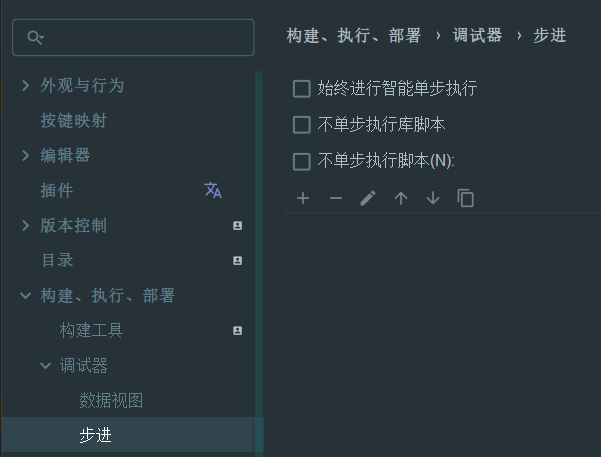 构建、执行、部署 › 调试器 › 步进
外观与行为
按键映射
编辑器
插件
版本控制
目录
构建、执行、部署
构建工具
调试器
数据视图
步进
始终进行智能单步执行
不单步执行库脚本
不单步执行脚本(N):